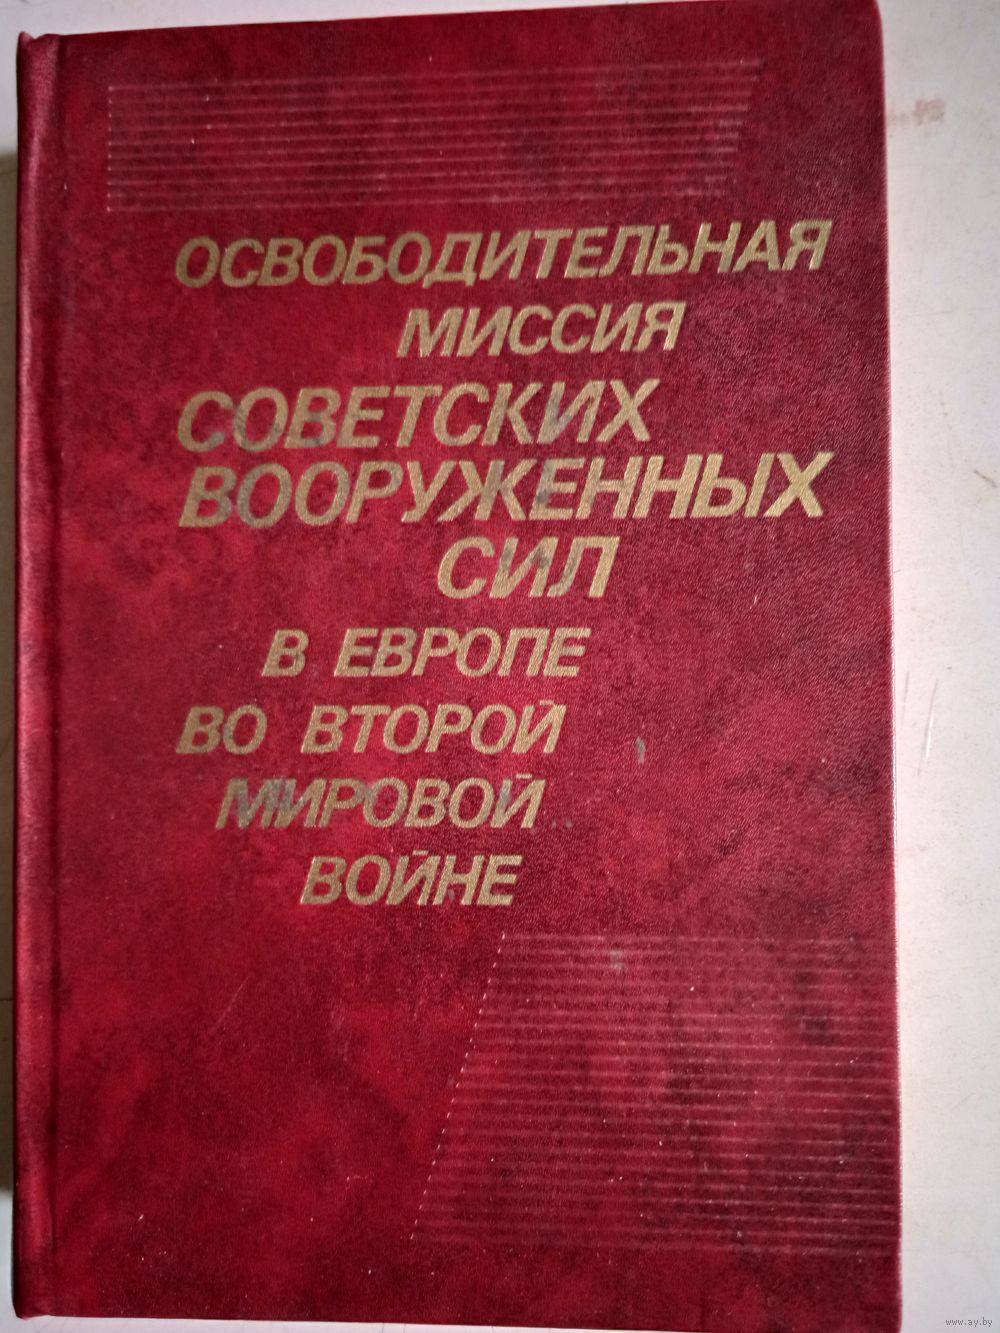 ОСВОБОДИТЕЛЬНАЯ
МИССИЯ
СОВЕТСКИХ
ВООРУЖЕННЫХ
СИЛ
В ЕВРОПЕ
ВО ВТОРОЙ
МИРОВОЙ
ВОЙНЕ
www.ay.by